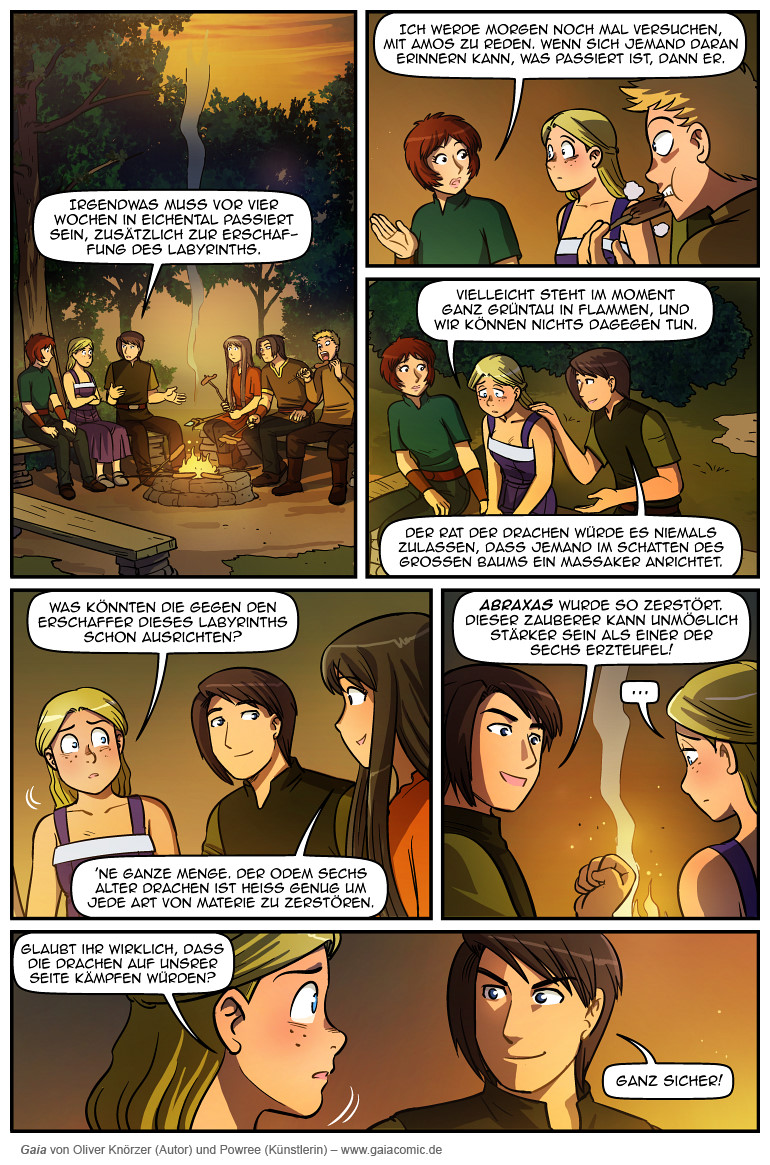 IRGENDWAS MUSS VOR VIER
WOCHEN IN EICHENTAL PASSIERT
SEIN, ZUSÄTZLICH ZUR ERSCHAF-
FUNG DES LABYRINTHS.
ICH WERDE MORGEN NOCH MAL VERSUCHEN,
MIT AMOS ZU REDEN. WENN SICH JEMAND DARAN
ERINNERN KANN, WAS PASSIERT IST, DANN ER.
VIELLEICHT STEHT IM MOMENT
GANZ GRÜNTAU IN FLAMMEN, UND
WIR KÖNNEN NICHTS DAGEGEN TUN.
DER RAT DER DRACHEN WÜRDE ES NIEMALS
ZULASSEN, DASS JEMAND IM SCHATTEN DES
GROSSEN BAUMS EIN MASSAKER ANRICHTET.
WAS KÖNNTEN DIE GEGEN DEN
ERSCHAFFER DIESES LABYRINTHS
SCHON AUSRICHTEN?
'NE GANZE MENGE. DER ODEM SECHS
ALTER DRACHEN IST HEISS GENUG UM
JEDE ART VON MATERIE ZU ZERSTÖREN.
ABRAXAS WURDE SO ZERSTÖRT.
DIESER ZAUBERER KANN UNMÖGLICH
STÄRKER SEIN ALS EINER DER
SECHS ERZTEUFEL!
...
GLAUBT IHR WIRKLICH, DASS
DIE DRACHEN AUF UNSRER
SEITE KÄMPFEN WÜRDEN?
GANZ SICHER!
Gaia von Oliver Knörzer (Autor) und Powree (Künstlerin) – www.gaiacomic.de